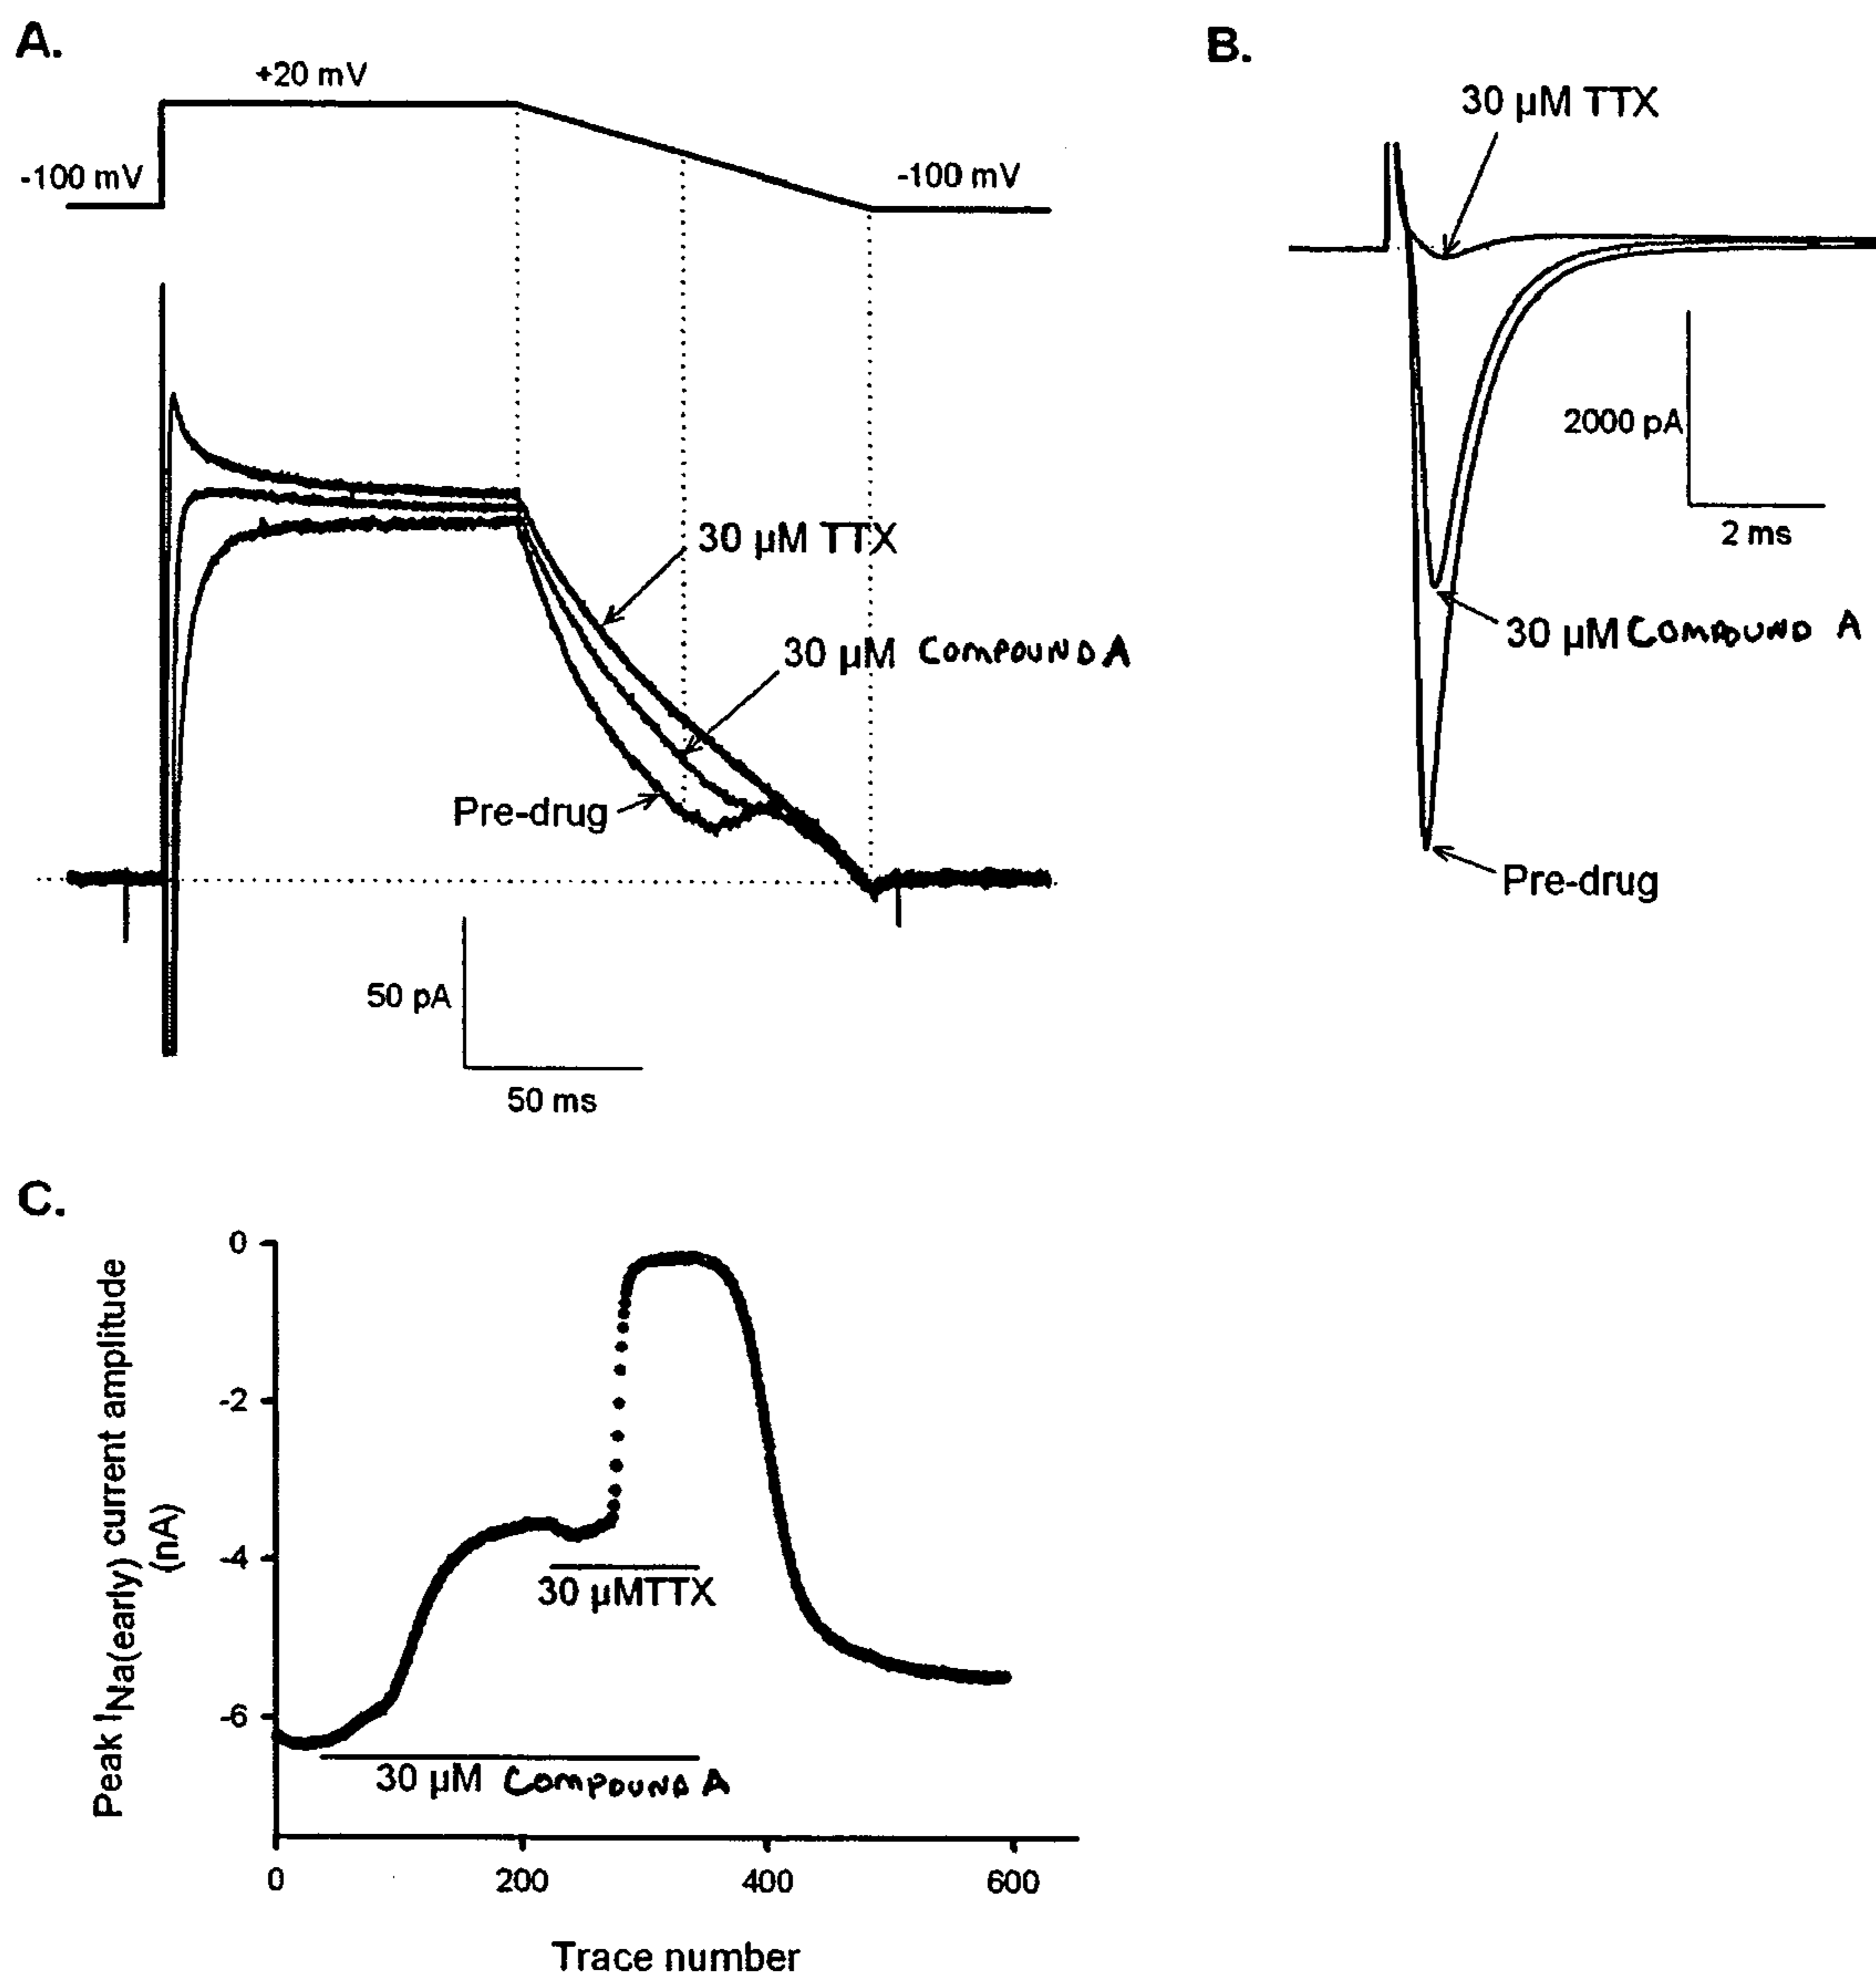 A.
+20 mV
-100 mV
-100 mV
30 µM TTX
30 µM COMPOUND A
Pre-drug
50 pA
50 ms
B.
30 µM TTX
2000 pA
2 ms
30 µM COMPOUND A
Pre-drug
C.
Peak INa(early) current amplitude
(nA)
0
-2
-4
-6
30 µMTTX
30 µM COMPOUND A
0
200
400
600
Trace number